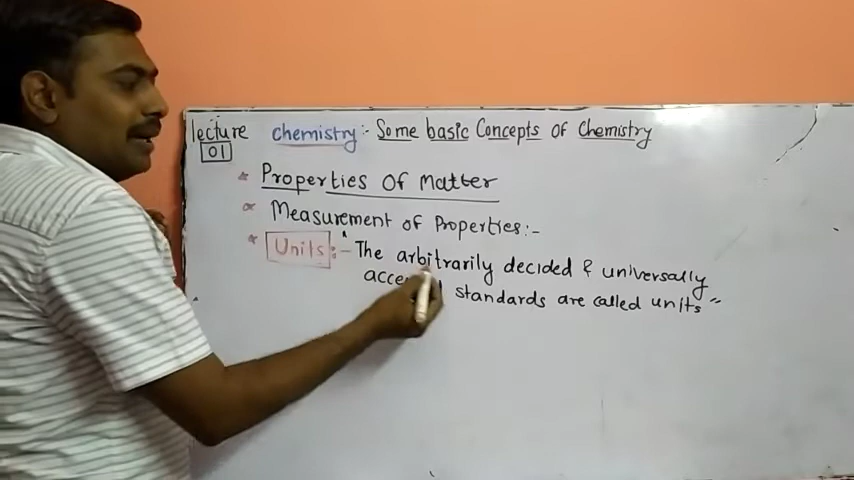 lecture chemistry:- Some basic Concepts of Chemistry
01
* Properties Of Matter
* Measurement of Properties:-
* Units :- "The arbitrarily decided & universally
standards are called units"